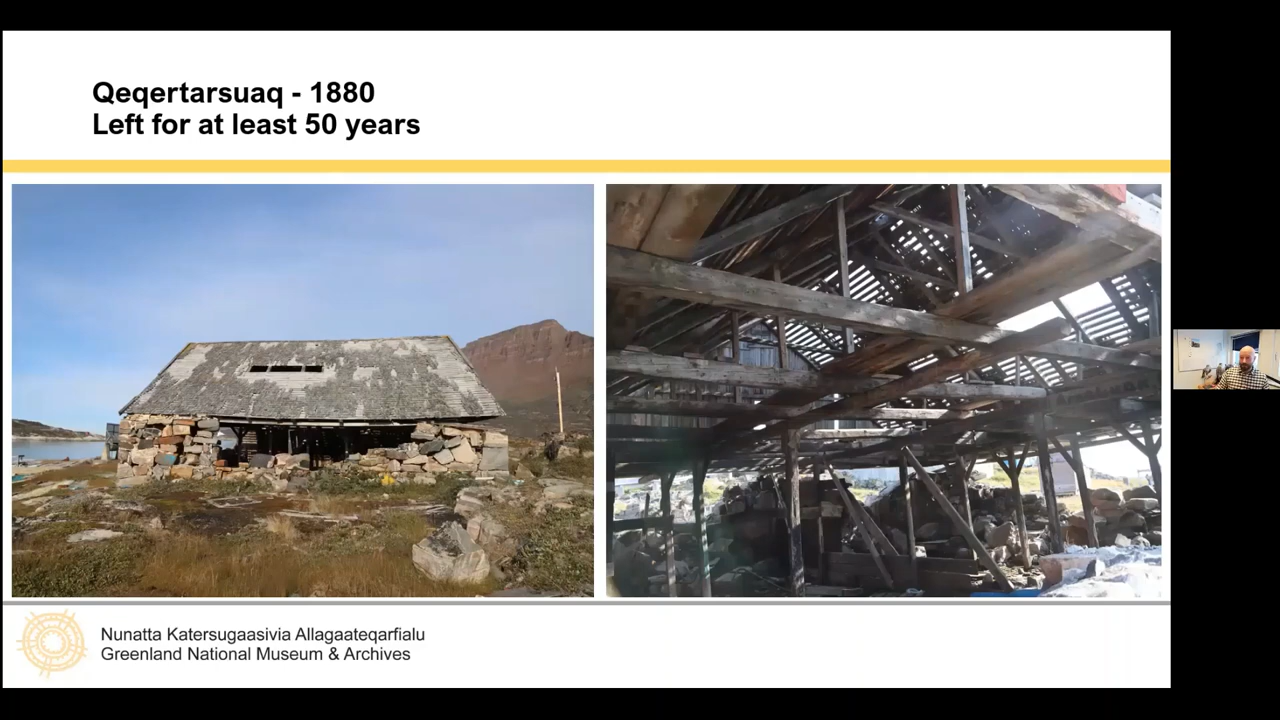 Qeqertarsuaq - 1880
Left for at least 50 years
Nunatta Katersugaasivia Allagaateqarfialu
Greenland National Museum & Archives